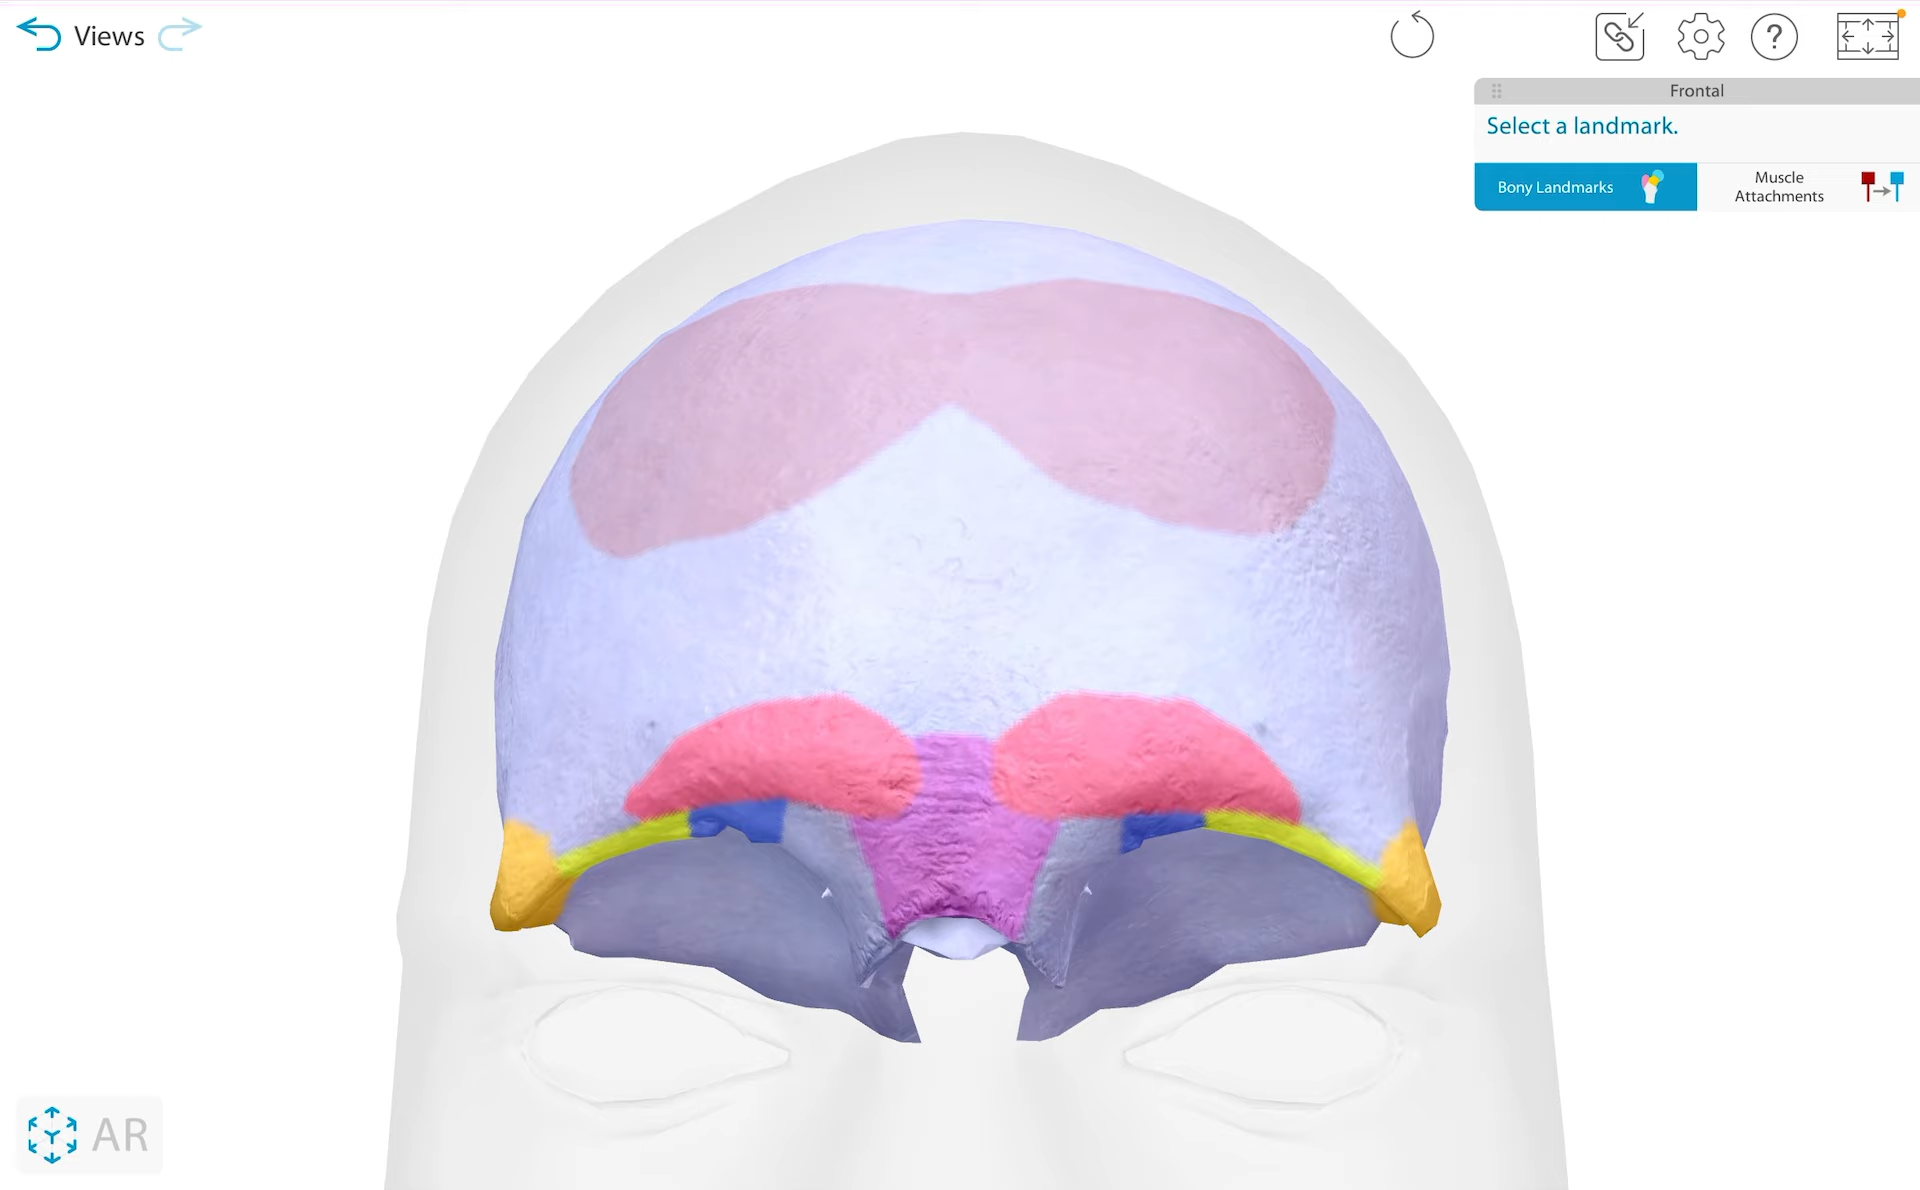 Views
?
Frontal
Select a landmark.
Bony Landmarks
Muscle
Attachments
AR